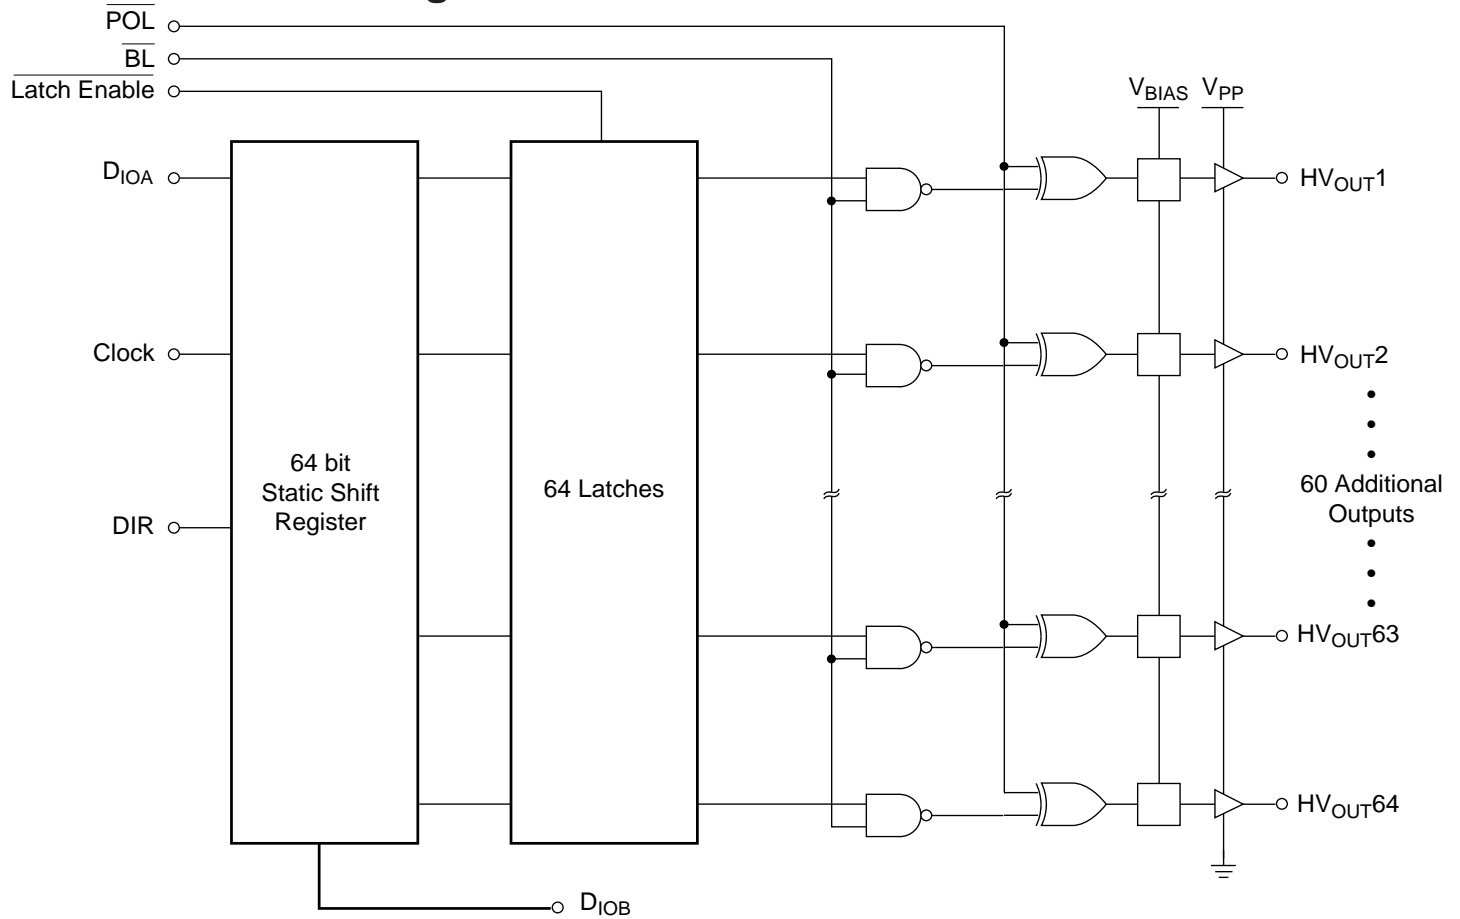 POL
BL
Latch Enable
VBIAS VPP
DIOA
HVOUT1
Clock
HVOUT2
64 bit
Static Shift
Register
64 Latches
60 Additional
Outputs
DIR
HVOUT63
HVOUT64
DIOB